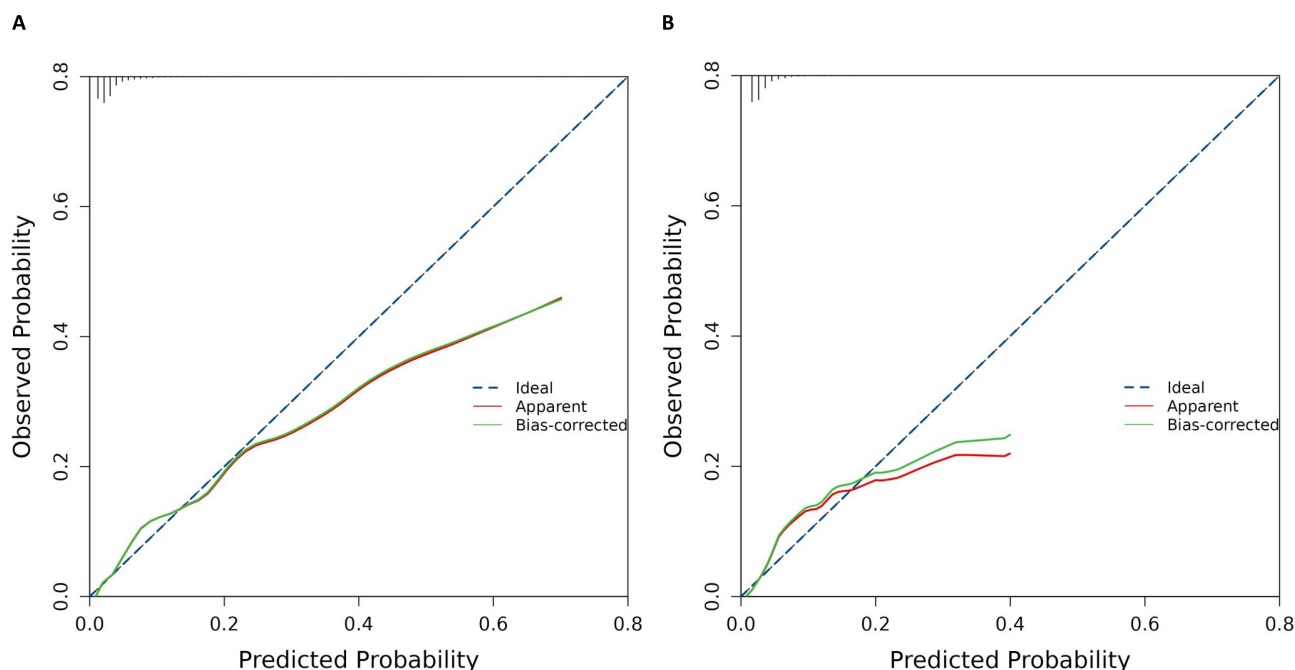 A
0.8
0.6
0.4
0.2
0.0
Observed Probability
0.0 0.2 0.4 0.6 0.8
Predicted Probability
Ideal
Apparent
Bias-corrected
B
0.8
0.6
0.4
0.2
0.0
Observed Probability
0.0 0.2 0.4 0.6 0.8
Predicted Probability
Ideal
Apparent
Bias-corrected